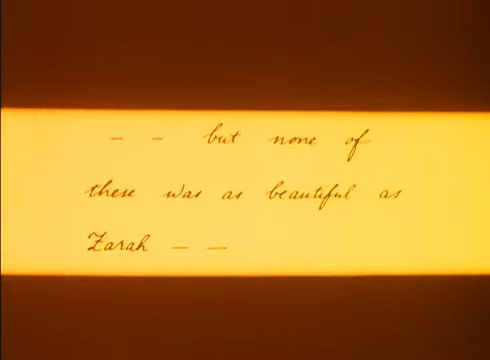 — — but none of
these was as beautiful as
Zarah — —